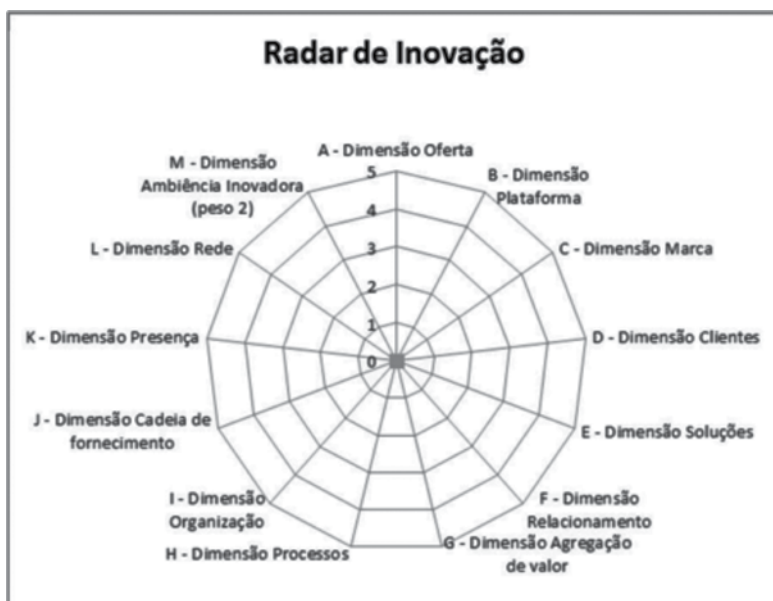 Radar de Inovação
A - Dimensão Oferta
B - Dimensão
Plataforma
C - Dimensão Marca
D - Dimensão Clientes
E - Dimensão Soluções
F - Dimensão
Relacionamento
G - Dimensão Agregação
de valor
H - Dimensão Processos
I - Dimensão
Organização
J - Dimensão Cadeia de
fornecimento
K - Dimensão Presença
L - Dimensão Rede
M - Dimensão
Ambiência Inovadora
(peso 2)
5
4
3
2
1
0